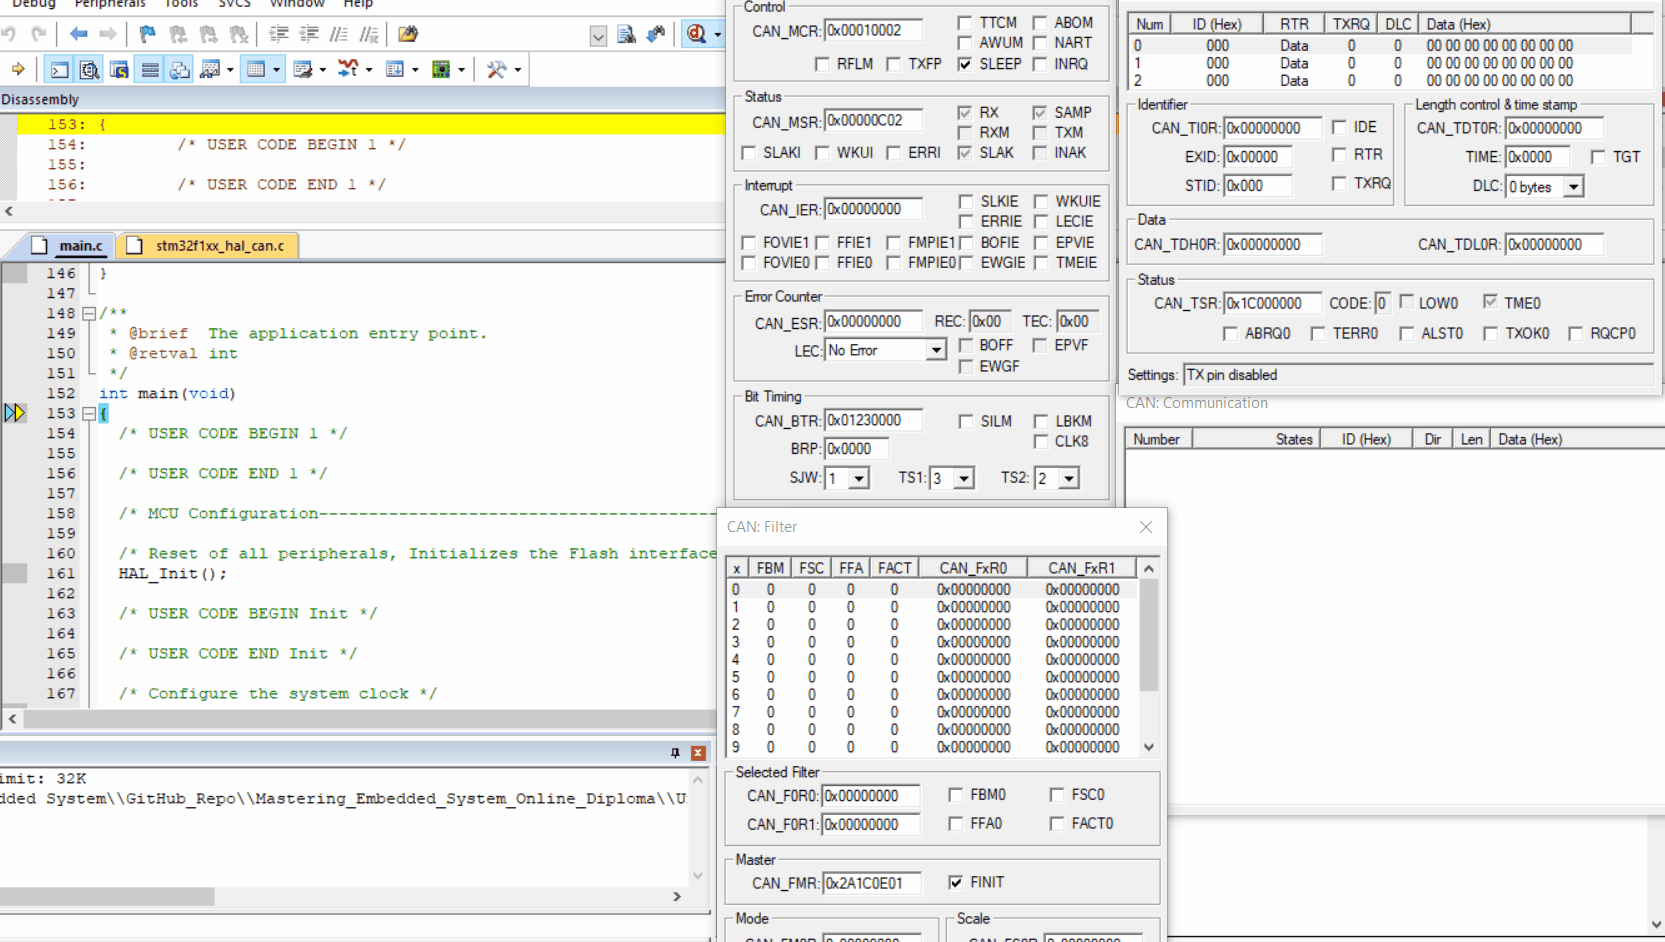 Debug Peripherals Tools SVCS Window Help
Disassembly
153: {
154: /* USER CODE BEGIN 1 */
155:
156: /* USER CODE END 1 */
main.c stm32f1xx_hal_can.c
146 }
147
148 /**
149 * @brief The application entry point.
150 * @retval int
151 */
152 int main(void)
153 {
154 /* USER CODE BEGIN 1 */
155
156 /* USER CODE END 1 */
157
158 /* MCU Configuration------------------------------------------
159
160 /* Reset of all peripherals, Initializes the Flash interface
161 HAL_Init();
162
163 /* USER CODE BEGIN Init */
164
165 /* USER CODE END Init */
166
167 /* Configure the system clock */
imit: 32K
dded System\\GitHub_Repo\\Mastering_Embedded_System_Online_Diploma\\U
Control
CAN_MCR: 0x00010002 TTCM ABOM
AWUM NART
RFLM TXFP SLEEP INRQ
Status
CAN_MSR: 0x00000C02 RX SAMP
RXM TXM
SLAKI WKUI ERRI SLAK INAK
Interrupt
CAN_IER: 0x00000000 SLKIE WKUIE
ERRIE LECIE
FOVIE1 FFIE1 FMPIE1 BOFIE EPVIE
FOVIE0 FFIE0 FMPIE0 EWGIE TMEIE
Error Counter
CAN_ESR: 0x00000000 REC: 0x00 TEC: 0x00
LEC: No Error BOFF EPVF
EWGF
Bit Timing
CAN_BTR: 0x01230000 SILM LBKM
CLK8
BRP: 0x0000
SJW: 1 TS1: 3 TS2: 2
Num ID (Hex) RTR TXRQ DLC Data (Hex)
0 000 Data 0 0 00 00 00 00 00 00 00 00
1 000 Data 0 0 00 00 00 00 00 00 00 00
2 000 Data 0 0 00 00 00 00 00 00 00 00
Identifier
CAN_TI0R: 0x00000000 IDE
EXID: 0x00000 RTR
STID: 0x000 TXRQ
Length control & time stamp
CAN_TDT0R: 0x00000000
TIME: 0x0000 TGT
DLC: 0 bytes
Data
CAN_TDH0R: 0x00000000 CAN_TDL0R: 0x00000000
Status
CAN_TSR: 0x1C000000 CODE: 0 LOW0 TME0
ABRQ0 TERR0 ALST0 TXOK0 RQCP0
Settings: TX pin disabled
CAN: Communication
Number States ID (Hex) Dir Len Data (Hex)
CAN: Filter
x FBM FSC FFA FACT CAN_FxR0 CAN_FxR1
0 0 0 0 0 0x00000000 0x00000000
1 0 0 0 0 0x00000000 0x00000000
2 0 0 0 0 0x00000000 0x00000000
3 0 0 0 0 0x00000000 0x00000000
4 0 0 0 0 0x00000000 0x00000000
5 0 0 0 0 0x00000000 0x00000000
6 0 0 0 0 0x00000000 0x00000000
7 0 0 0 0 0x00000000 0x00000000
8 0 0 0 0 0x00000000 0x00000000
9 0 0 0 0 0x00000000 0x00000000
Selected Filter
CAN_F0R0: 0x00000000 FBM0 FSC0
CAN_F0R1: 0x00000000 FFA0 FACT0
Master
CAN_FMR: 0x2A1C0E01 FINIT
Mode Scale